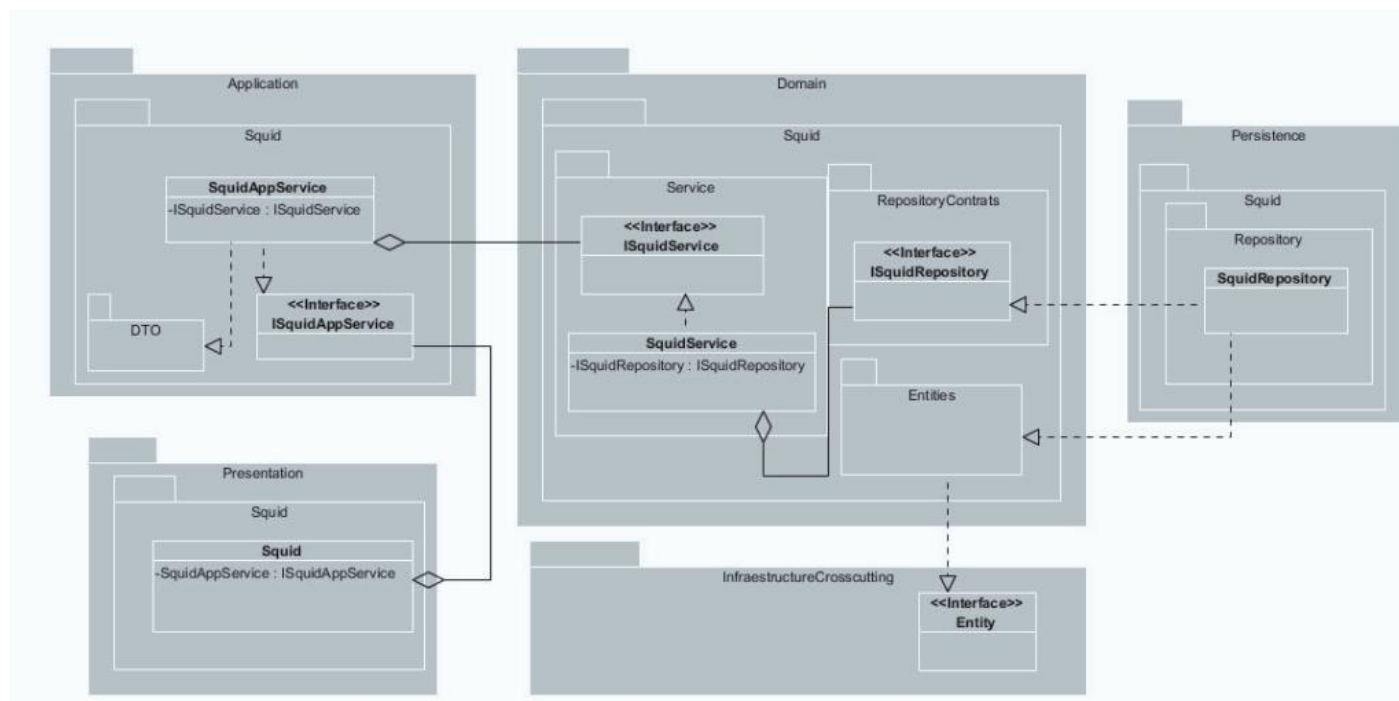 Application
Squid
SquidAppService
-ISquidService : ISquidService
DTO
<<Interface>>
ISquidAppService
Presentation
Squid
Squid
-SquidAppService : ISquidAppService
Domain
Squid
Service
<<Interface>>
ISquidService
SquidService
-ISquidRepository : ISquidRepository
RepositoryContrats
<<Interface>>
ISquidRepository
Entities
Persistence
Squid
Repository
SquidRepository
InfraestructureCrosscutting
<<Interface>>
Entity